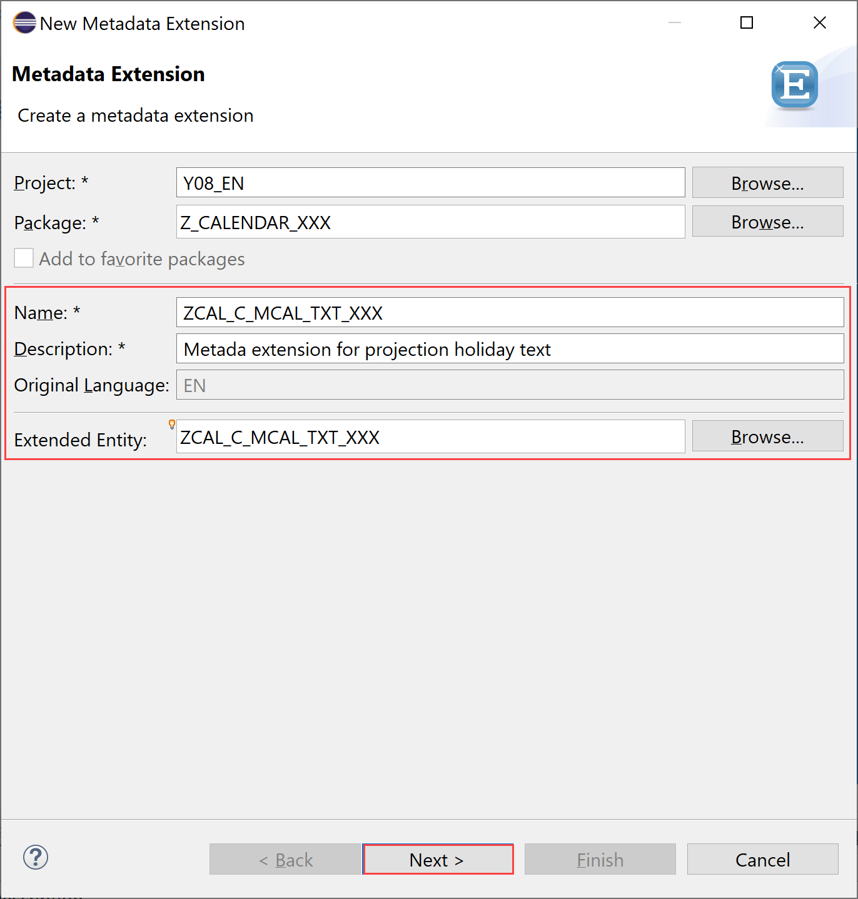 New Metadata Extension
Metadata Extension
E
Create a metadata extension
Project: * Y08_EN Browse...
Package: * Z_CALENDAR_XXX Browse...
Add to favorite packages
Name: * ZCAL_C_MCAL_TXT_XXX
Description: * Metada extension for projection holiday text
Original Language: EN
Extended Entity: ZCAL_C_MCAL_TXT_XXX Browse...
? < Back Next > Finish Cancel